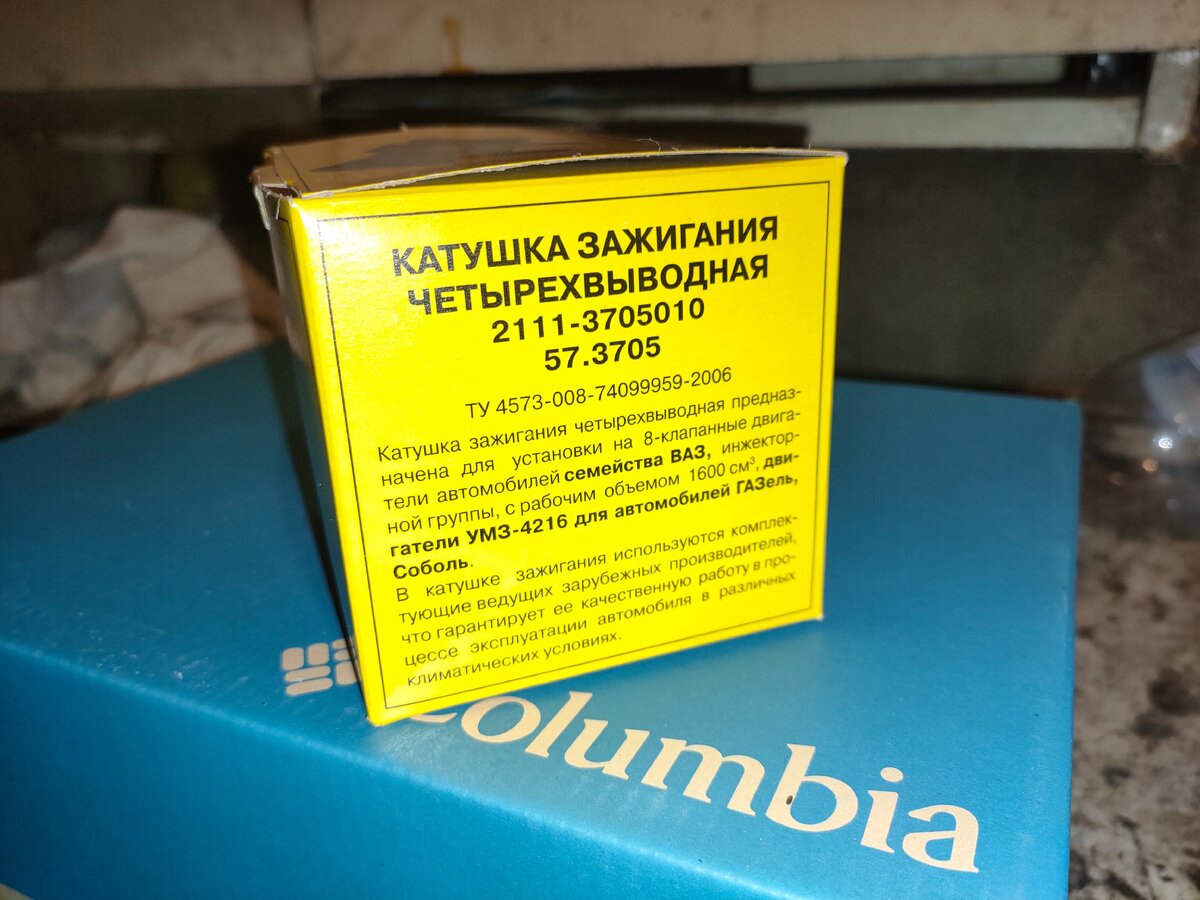 КАТУШКА ЗАЖИГАНИЯ
ЧЕТЫРЕХВЫВОДНАЯ
2111-3705010
57.3705
ТУ 4573-008-74099959-2006
Катушка зажигания четырехвыводная предназ-
начена для установки на 8-клапанные двига-
тели автомобилей семейства ВАЗ, инжектор-
ной группы, с рабочим объемом 1600 см³, дви-
гатели УМЗ-4216 для автомобилей ГАЗель,
Соболь.
В катушке зажигания используются комплек-
тующие ведущих зарубежных производителей,
что гарантирует ее качественную работу в про-
цессе эксплуатации автомобиля в различных
климатических условиях.
Columbia